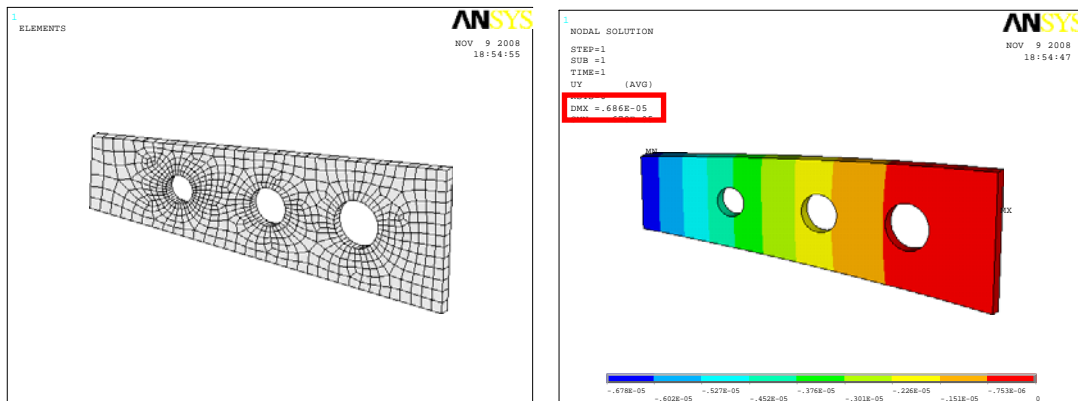 1
ELEMENTS
ANSYS
NOV 9 2008
18:54:55
1
NODAL SOLUTION
STEP=1
SUB =1
TIME=1
UY (AVG)
DMX =.686E-05
ANSYS
NOV 9 2008
18:54:47
MN
MX
-.678E-05 -.527E-05 -.376E-05 -.226E-05 -.753E-06
-.602E-05 -.452E-05 -.301E-05 -.151E-05 0